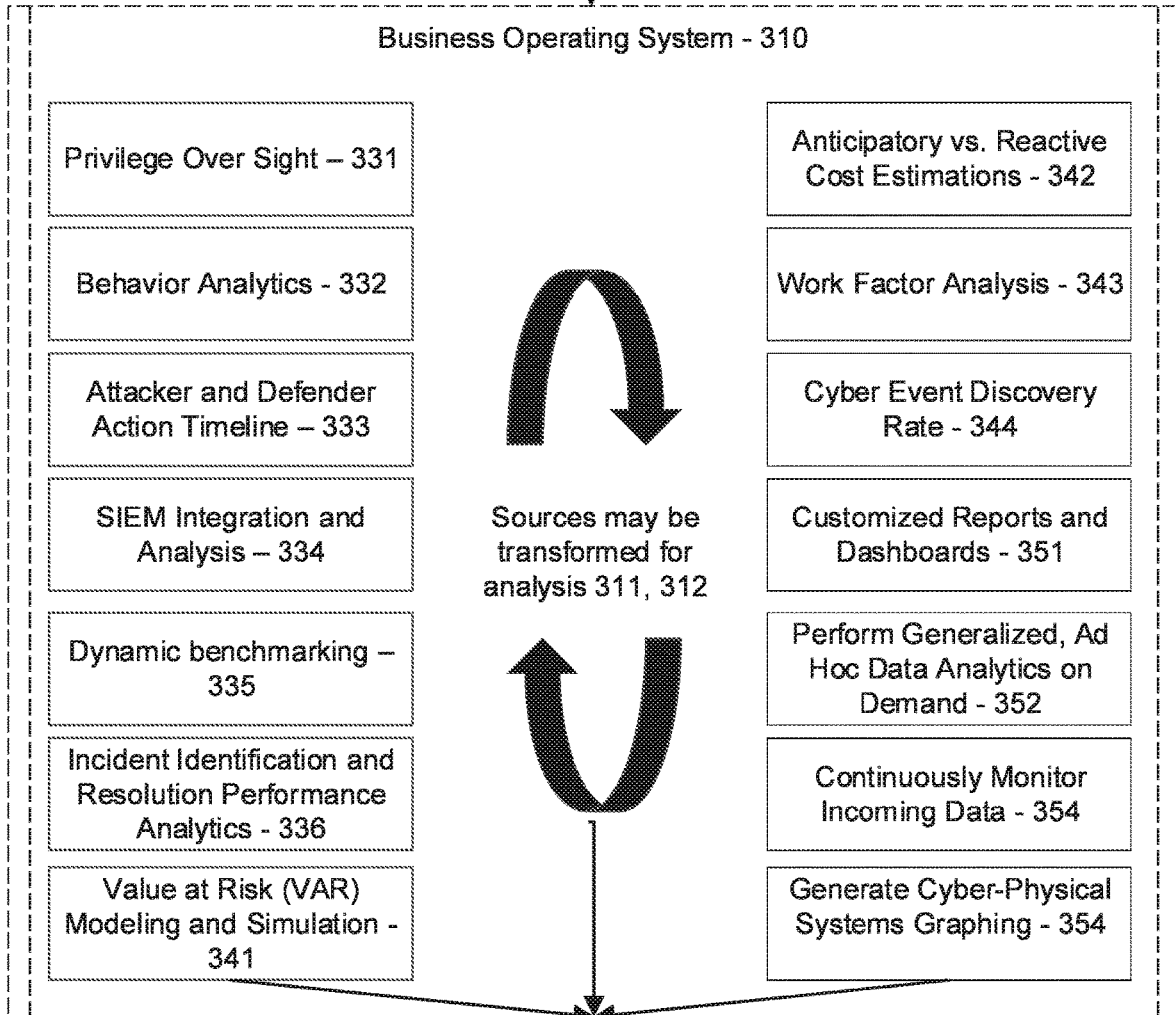 Business Operating System - 310
Privilege Over Sight – 331
Behavior Analytics - 332
Attacker and Defender
Action Timeline – 333
SIEM Integration and
Analysis – 334
Dynamic benchmarking –
335
Incident Identification and
Resolution Performance
Analytics - 336
Value at Risk (VAR)
Modeling and Simulation -
341
Sources may be
transformed for
analysis 311, 312
Anticipatory vs. Reactive
Cost Estimations - 342
Work Factor Analysis - 343
Cyber Event Discovery
Rate - 344
Customized Reports and
Dashboards - 351
Perform Generalized, Ad
Hoc Data Analytics on
Demand - 352
Continuously Monitor
Incoming Data - 354
Generate Cyber-Physical
Systems Graphing - 354